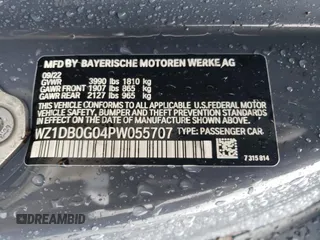 MFD BY BAYERISCHE MOTOREN WERKE AG
09/22
GVWR 3990 lbs 1810 kg
GAWR FRONT 1907 lbs 865 kg
GAWR REAR 2127 lbs 965 kg
THIS VEHICLE CONFORMS TO ALL APPLICABLE U.S. FEDERAL
MOTOR VEHICLE SAFETY, BUMPER, AND THEFT PREVENTION
STANDARDS IN EFFECT ON THE DATE OF MANUFACTURE SHOWN ABOVE.
WZ1DB0G04PW055707 TYPE: PASSENGER CAR
7 315 814
DREAMBID